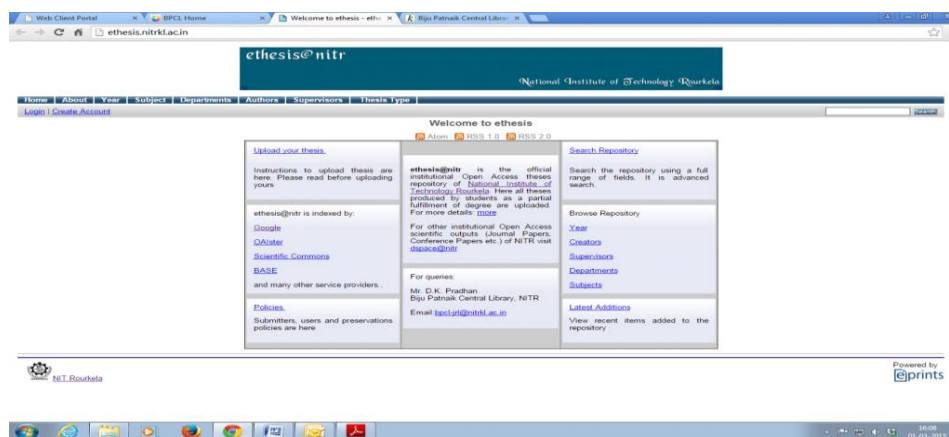 Web Client Portal
BPCL Home
Welcome to ethesis - ethe
Biju Patnaik Central Librar
ethesis.nitrkl.ac.in
ethesis@nitr
National Institute of Technology Rourkela
Home | About | Year | Subject | Departments | Authors | Supervisors | Thesis Type |
Login | Create Account
Search
Welcome to ethesis
Atom RSS 1.0 RSS 2.0
Upload your thesis.
Instructions to upload thesis are
here. Please read before uploading
yours
ethesis@nitr is indexed by:
Google
OAIster
Scientific Commons
BASE
and many other service providers..
Policies.
Submitters, users and preservations
policies are here
ethesis@nitr is the official
institutional Open Access theses
repository of National Institute of
Technology Rourkela. Here all theses
produced by students as a partial
fulfillment of degree are uploaded.
For more details: more
For other institutional Open Access
scientific outputs (Journal Papers,
Conference Papers etc.) of NITR visit
dspace@nitr
For queries:
Mr. D.K. Pradhan
Biju Patnaik Central Library, NITR
Email:bpcl-jrl@nitrkl.ac.in
Search Repository
Search the repository using a full
range of fields. It is advanced
search.
Browse Repository
Year
Creators
Supervisors
Departments
Subjects
Latest Additions
View recent items added to the
repository
NIT Rourkela
Powered by
eprints
16:08
01-03-2015